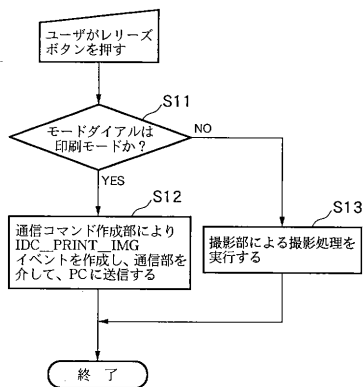 ユーザがレリーズ
ボタンを押す
S11
モードダイアルは
印刷モードか?
NO
YES
S12
通信コマンド作成部により
IDC__PRINT__IMG
イベントを作成し、通信部を
介して、PCに送信する
S13
撮影部による撮影処理を
実行する
終了